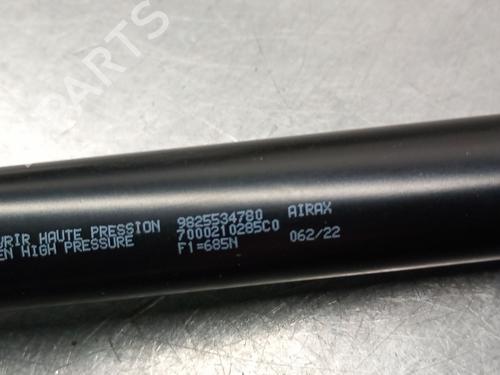 VRIR HAUTE PRESSION 9825534780 AIRAX
EN HIGH PRESSURE 7000210285C0
F1=685N 062/22
PARTS